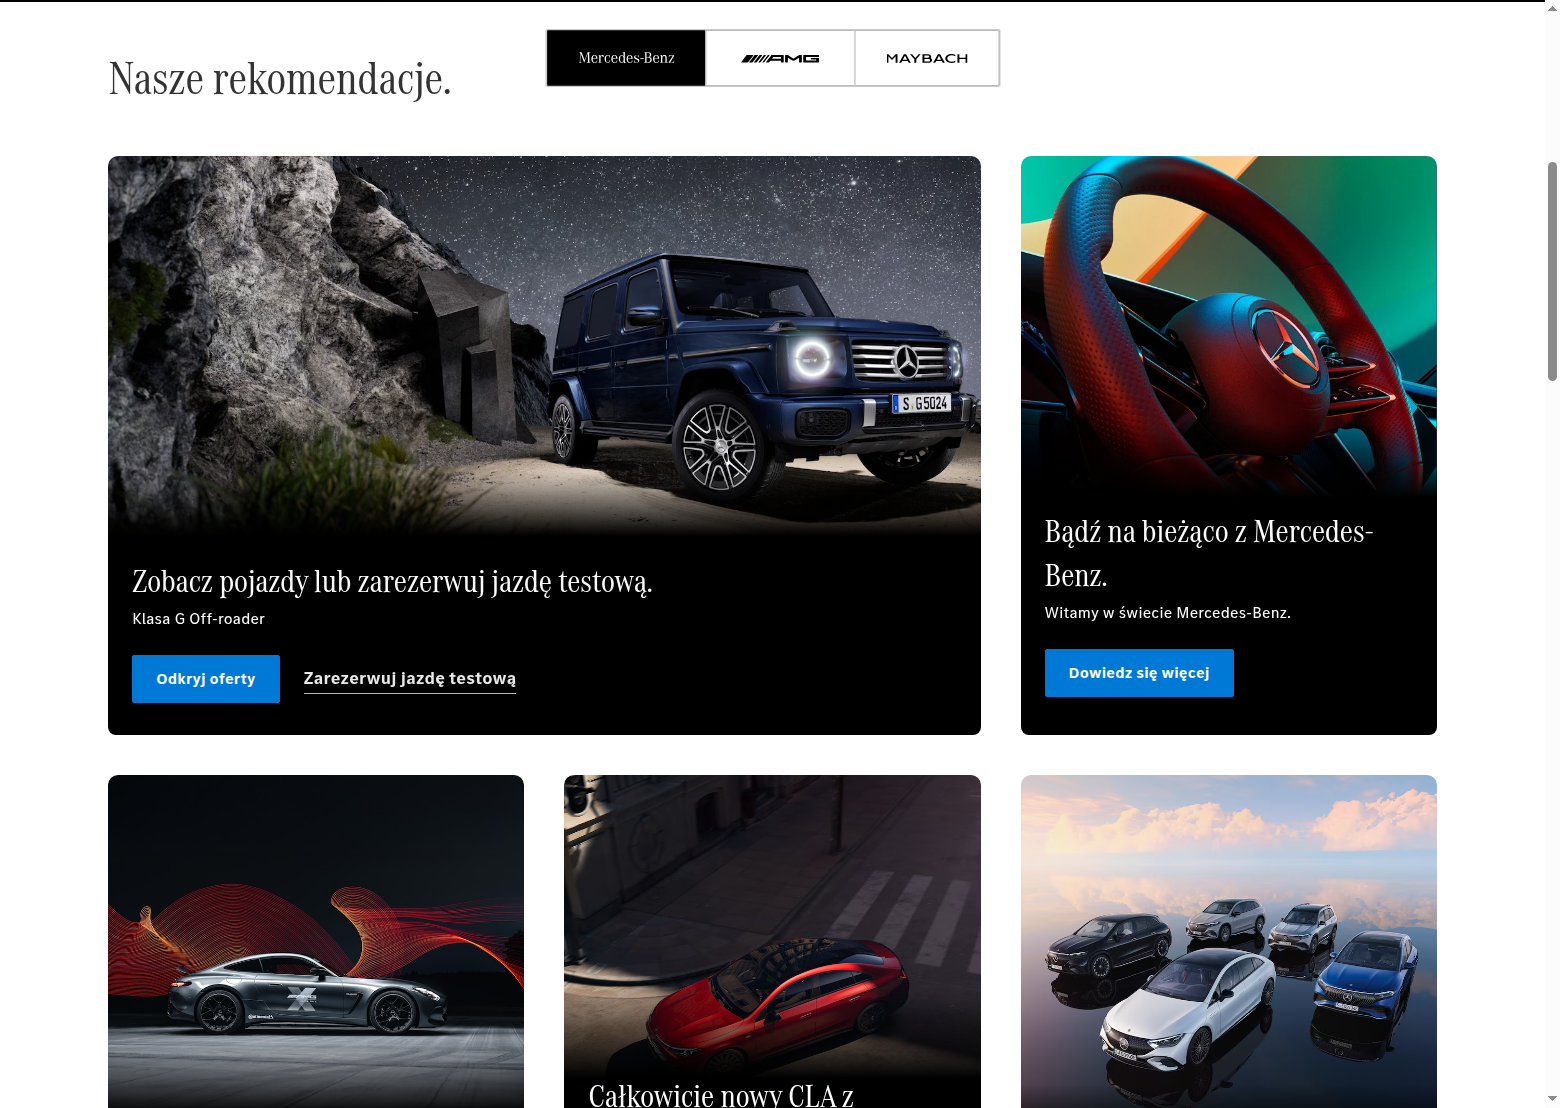 Nasze rekomendacje.
Mercedes-Benz
AMG
MAYBACH
S G 5024
Zobacz pojazdy lub zarezerwuj jazdę testową.
Klasa G Off-roader
Odkryj oferty
Zarezerwuj jazdę testową
Bądź na bieżąco z Mercedes-
Benz.
Witamy w świecie Mercedes-Benz.
Dowiedz się więcej
Całkowicie nowy CLA z